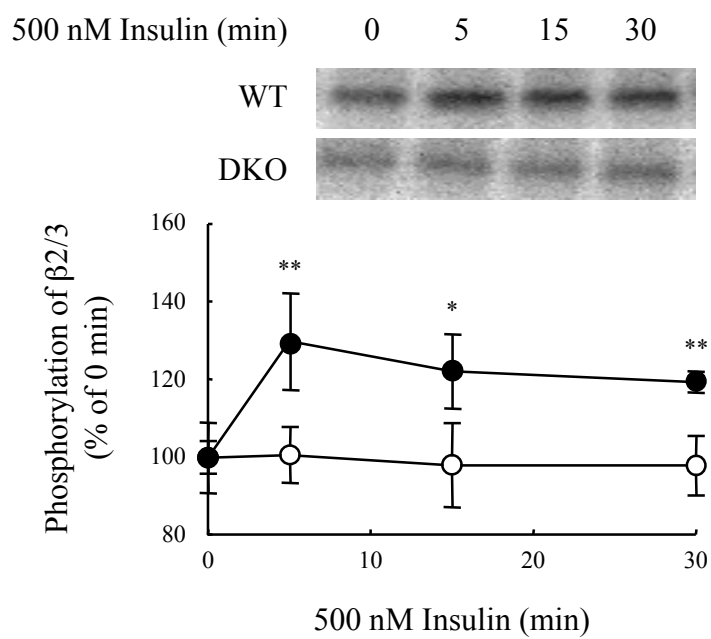 500 nM Insulin (min) 0 5 15 30
WT
DKO
Phosphorylation of β2/3
(% of 0 min)
160
140
120
100
80
**
*
**
0 10 20 30
500 nM Insulin (min)